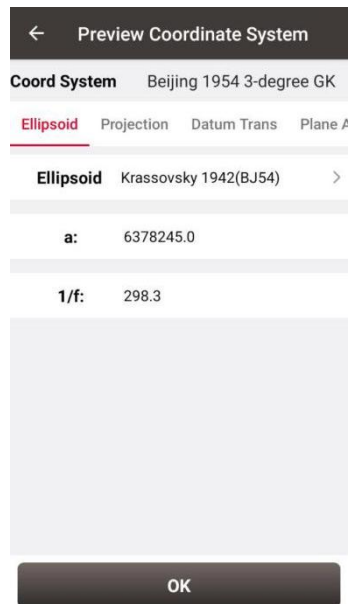 Preview Coordinate System
Coord System Beijing 1954 3-degree GK
Ellipsoid Projection Datum Trans Plane A
Ellipsoid Krassovsky 1942(BJ54)
a: 6378245.0
1/f: 298.3
OK